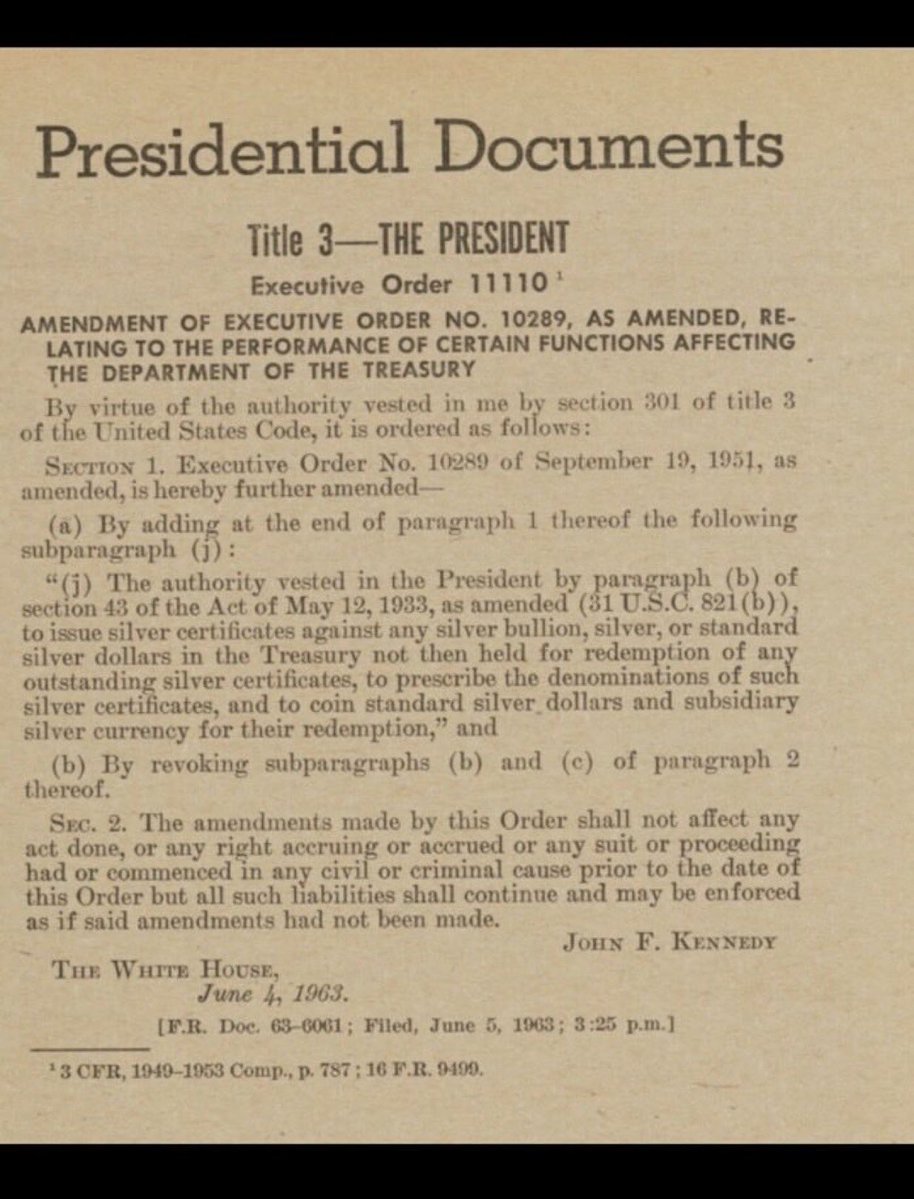 Presidential Documents
Title 3—THE PRESIDENT
Executive Order 11110 ¹
AMENDMENT OF EXECUTIVE ORDER NO. 10289, AS AMENDED, RE-
LATING TO THE PERFORMANCE OF CERTAIN FUNCTIONS AFFECTING
THE DEPARTMENT OF THE TREASURY
By virtue of the authority vested in me by section 301 of title 3
of the United States Code, it is ordered as follows:
SECTION 1. Executive Order No. 10289 of September 19, 1951, as
amended, is hereby further amended—
(a) By adding at the end of paragraph 1 thereof the following
subparagraph (j):
“(j) The authority vested in the President by paragraph (b) of
section 43 of the Act of May 12, 1933, as amended (31 U.S.C. 821(b)),
to issue silver certificates against any silver bullion, silver, or standard
silver dollars in the Treasury not then held for redemption of any
outstanding silver certificates, to prescribe the denominations of such
silver certificates, and to coin standard silver dollars and subsidiary
silver currency for their redemption,” and
(b) By revoking subparagraphs (b) and (c) of paragraph 2
thereof.
SEC. 2. The amendments made by this Order shall not affect any
act done, or any right accruing or accrued or any suit or proceeding
had or commenced in any civil or criminal cause prior to the date of
this Order but all such liabilities shall continue and may be enforced
as if said amendments had not been made.
JOHN F. KENNEDY
THE WHITE HOUSE,
June 4, 1963.
[F.R. Doc. 63–6061; Filed, June 5, 1963; 3:25 p.m.]
¹ 3 CFR, 1949–1953 Comp., p. 787; 16 F.R. 9499.